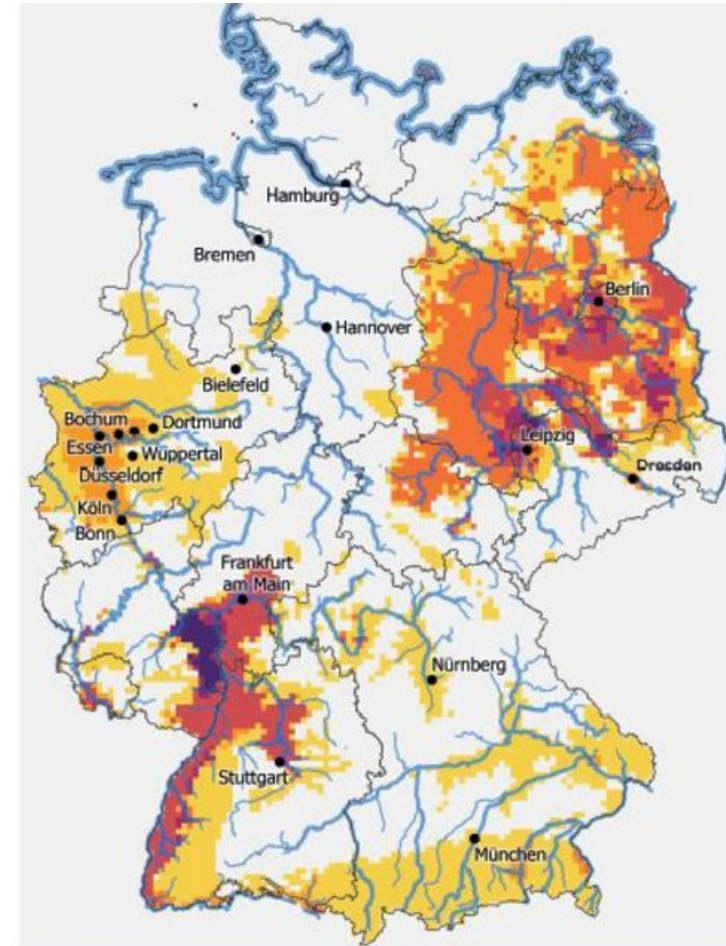 Hamburg
Bremen
Berlin
Hannover
Bielefeld
Bochum
Dortmund
Essen
Leipzig
Wuppertal
Dresden
Düsseldorf
Köln
Bonn
Frankfurt
am Main
Nürnberg
Stuttgart
München